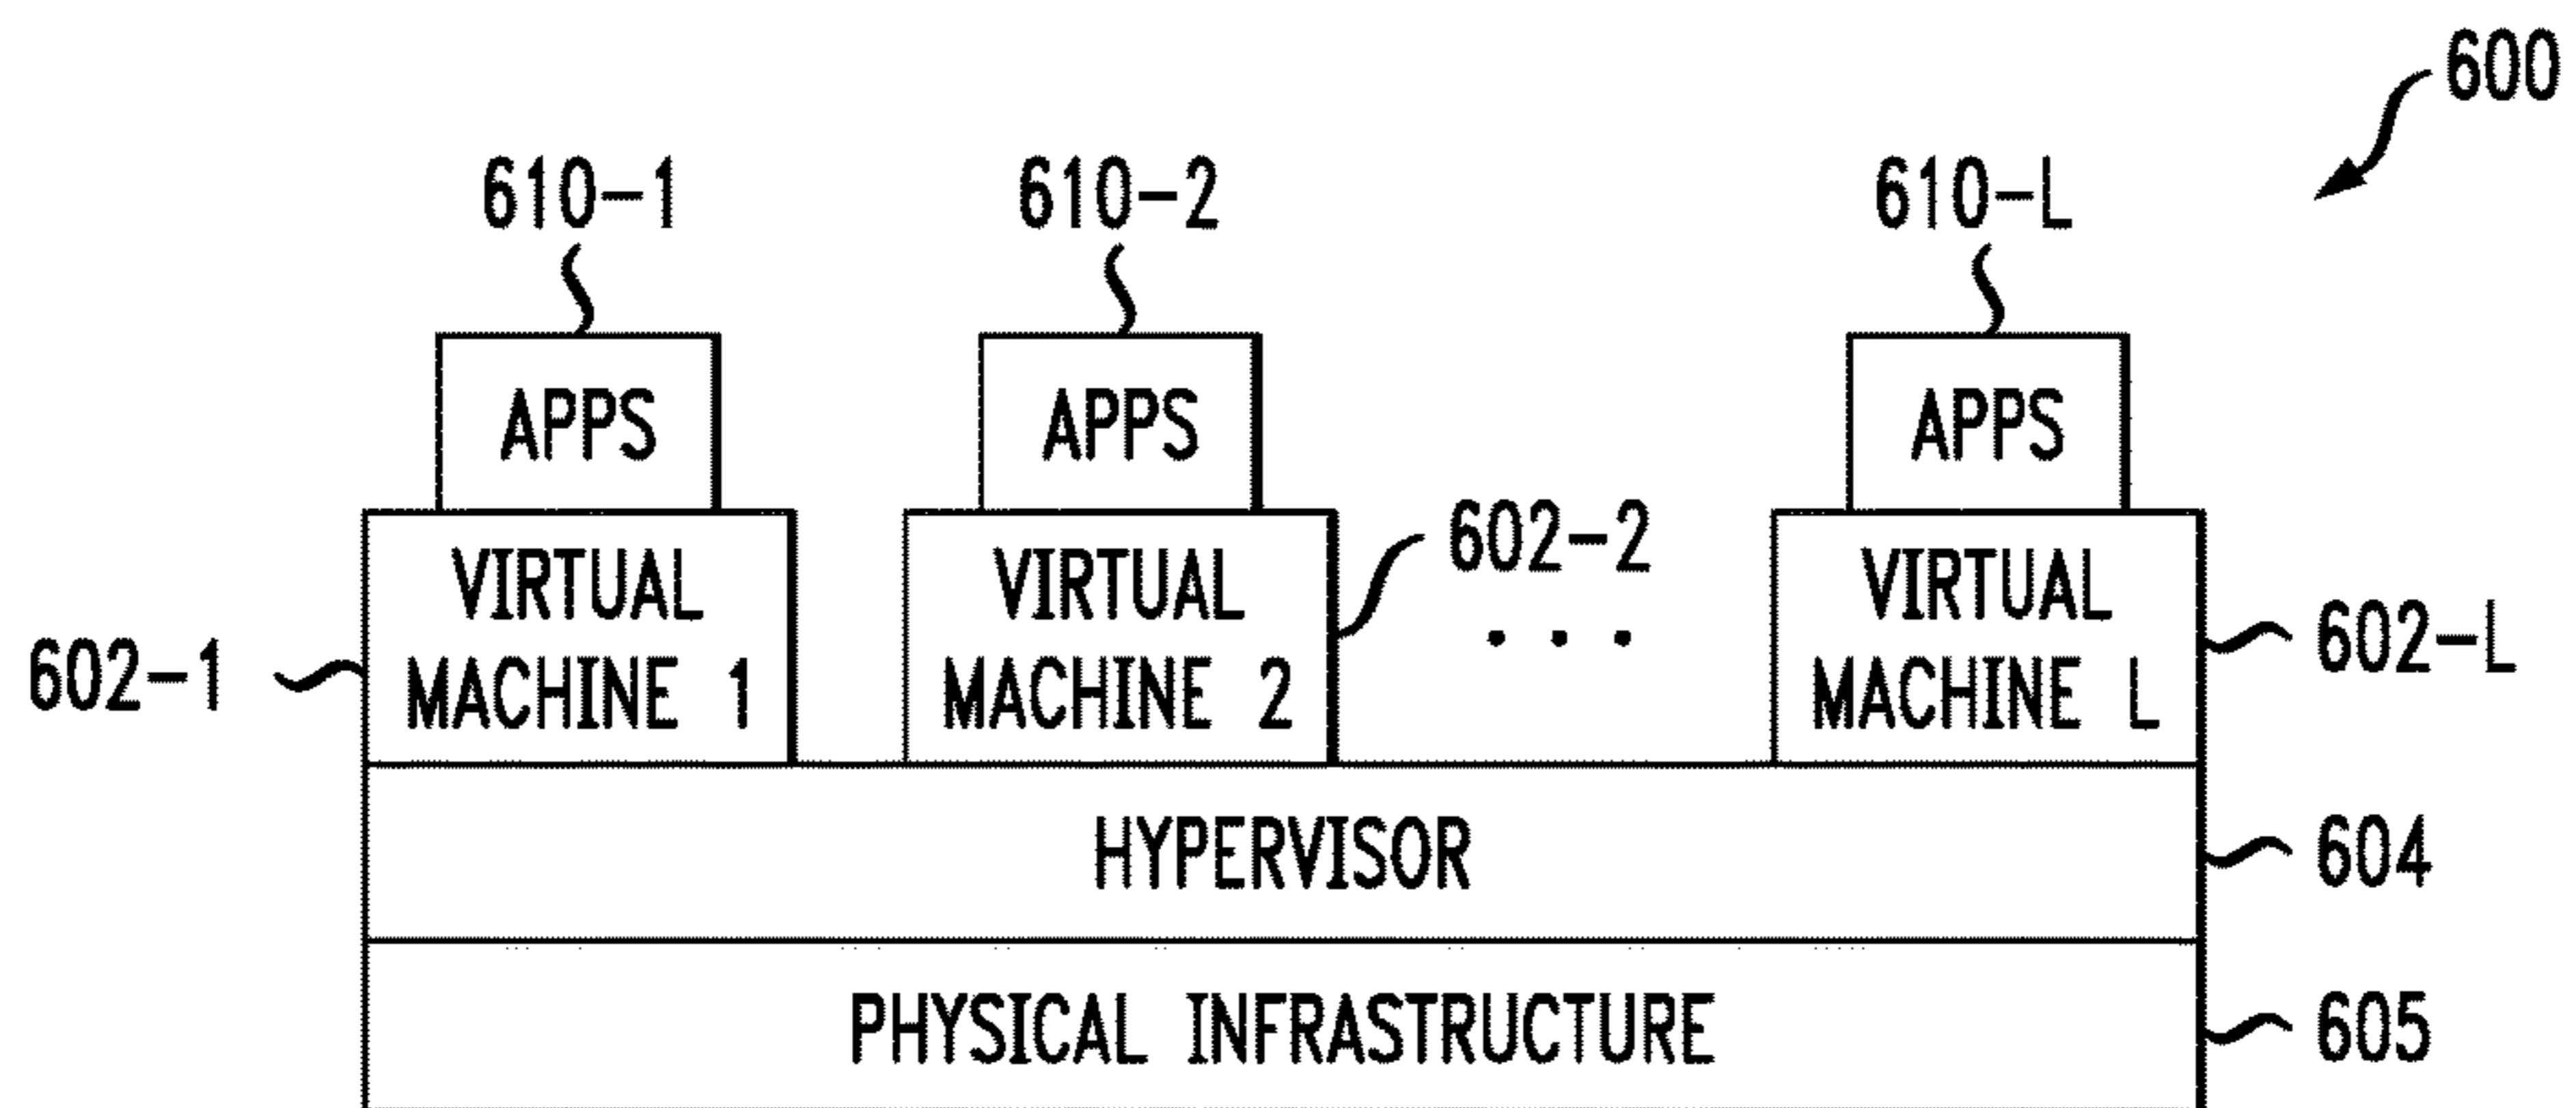 600
610-1
610-2
610-L
APPS
APPS
APPS
602-1
VIRTUAL
MACHINE 1
VIRTUAL
MACHINE 2
602-2
...
VIRTUAL
MACHINE L
602-L
HYPERVISOR
604
PHYSICAL INFRASTRUCTURE
605